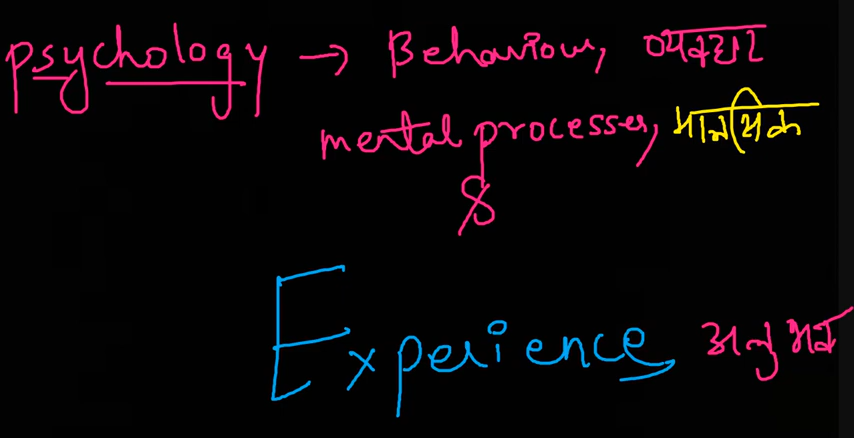 psychology → Behaviour, व्यवहार
mental processes, मानसिक
&
Experience, अनुभव